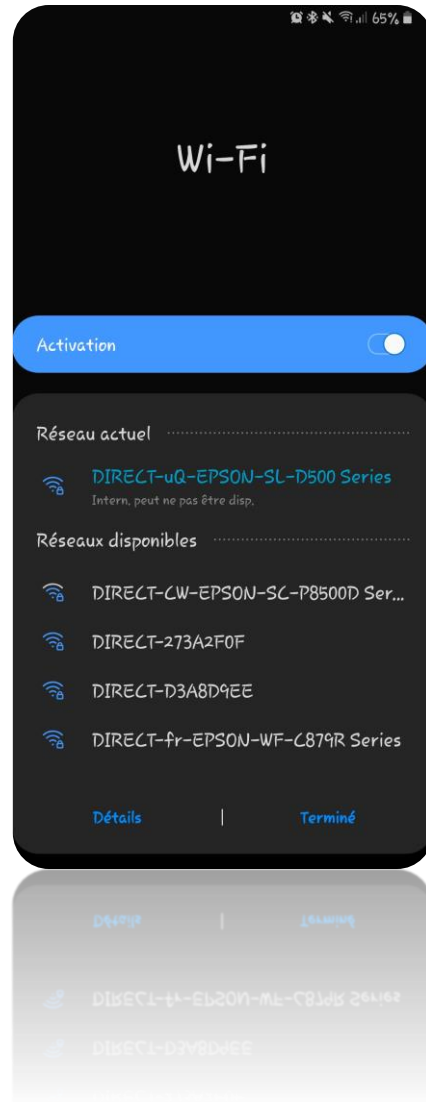 65%
Wi-Fi
Activation
Réseau actuel
DIRECT-uQ-EPSON-SL-D500 Series
Intern. peut ne pas être disp.
Réseaux disponibles
DIRECT-CW-EPSON-SC-P8500D Ser...
DIRECT-273A2F0F
DIRECT-D3A8D9EE
DIRECT-fr-EPSON-WF-C879R Series
Détails | Terminé